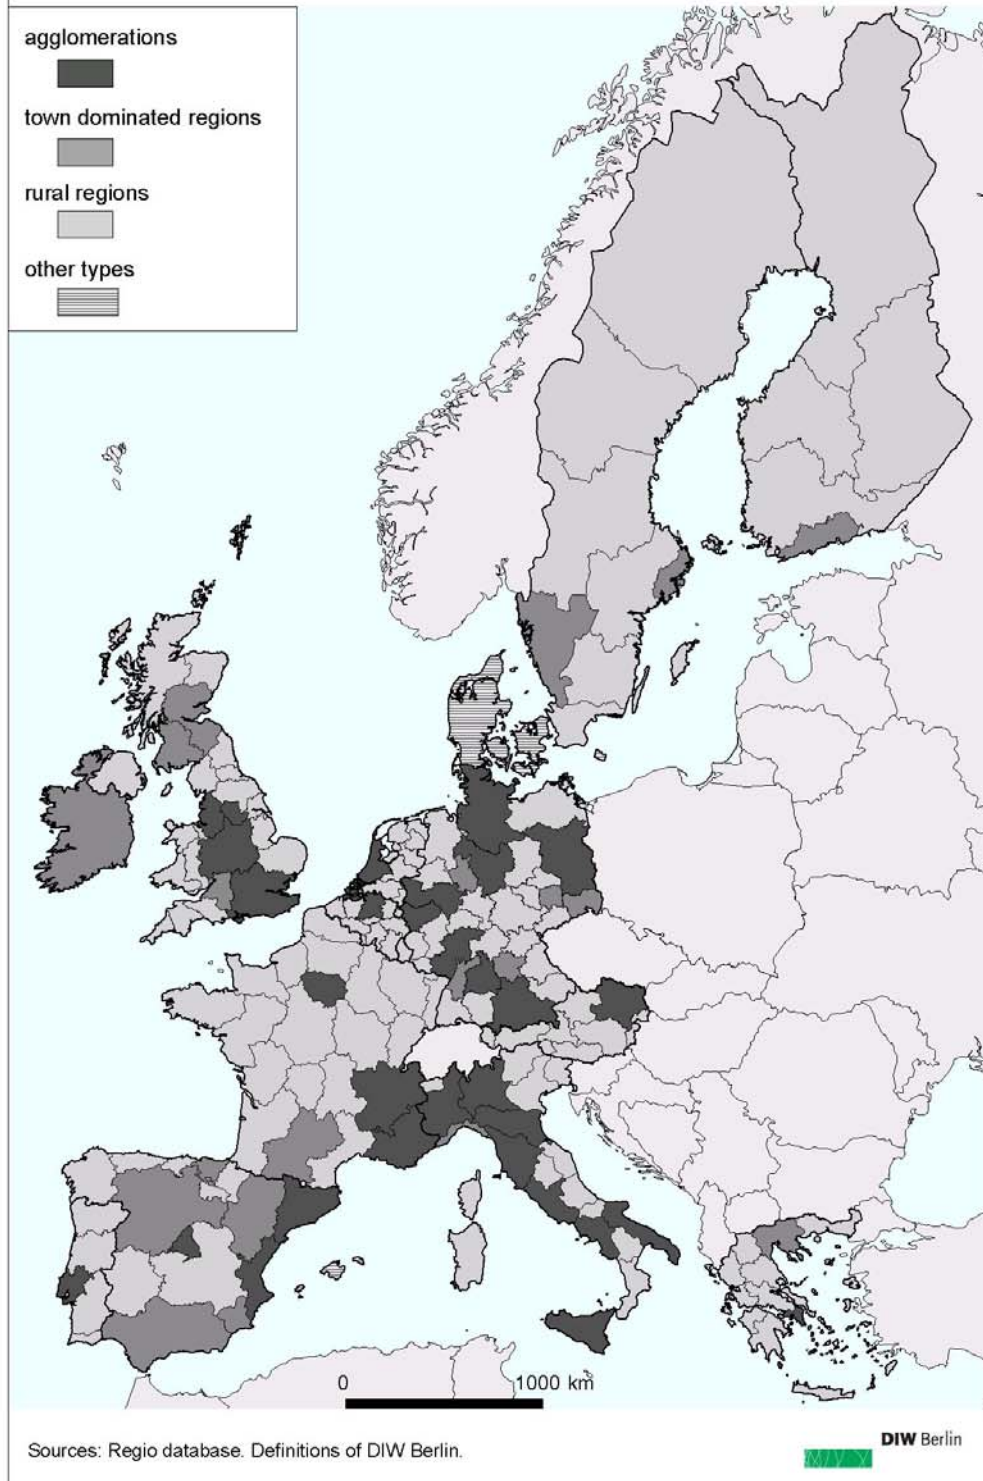 agglomerations
town dominated regions
rural regions
other types
0
1000 km
Sources: Regio database. Definitions of DIW Berlin.
DIW Berlin